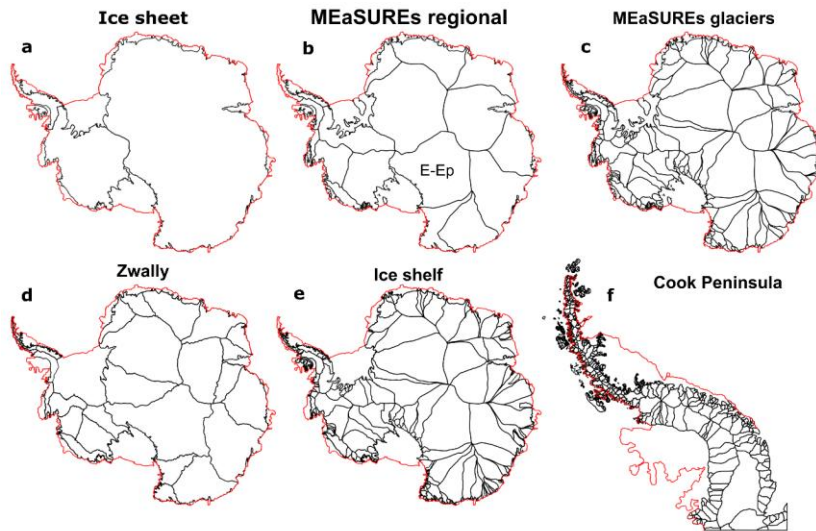 Ice sheet
MEaSUREs regional
MEaSUREs glaciers
a
b
c
E-Ep
Zwally
Ice shelf
Cook Peninsula
d
e
f